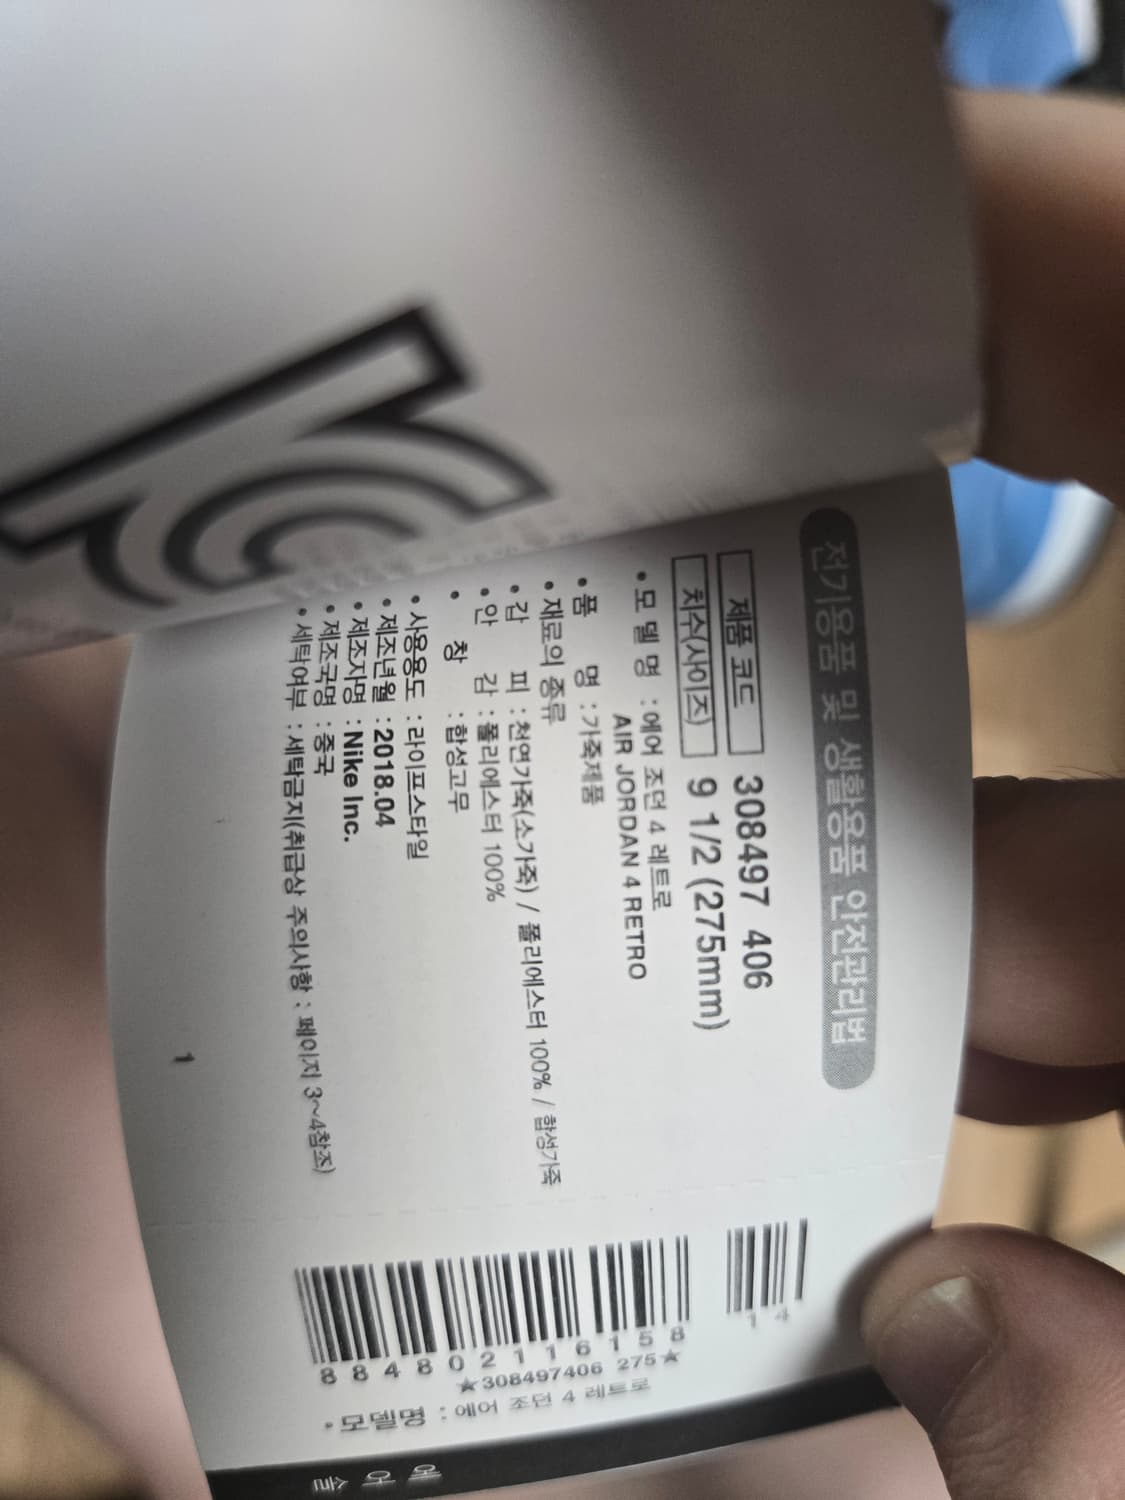 전기용품 및 생활용품 안전관리법
제품 코드 308497 406
치수(사이즈) 9 1/2 (275mm)
• 모 델 명 : 에어 조던 4 레트로
AIR JORDAN 4 RETRO
• 품 명 : 가죽제품
• 재료의 종류
• 갑 피 : 천연가죽(소가죽) / 폴리에스터 100% / 합성가죽
• 안 감 : 폴리에스터 100%
• 창 : 합성고무
• 사용용도 : 라이프스타일
• 제조년월 : 2018.04
• 제조자명 : Nike Inc.
• 제조국명 : 중국
• 세탁여부 : 세탁금지(취급상 주의사항 : 페이지 3~4참조)
1
1 4
8 8 4 8 0 2 1 1 6 1 5 8
★308497406 275★
• 모델명 : 에어 조던 4 레트로
에
어
솔